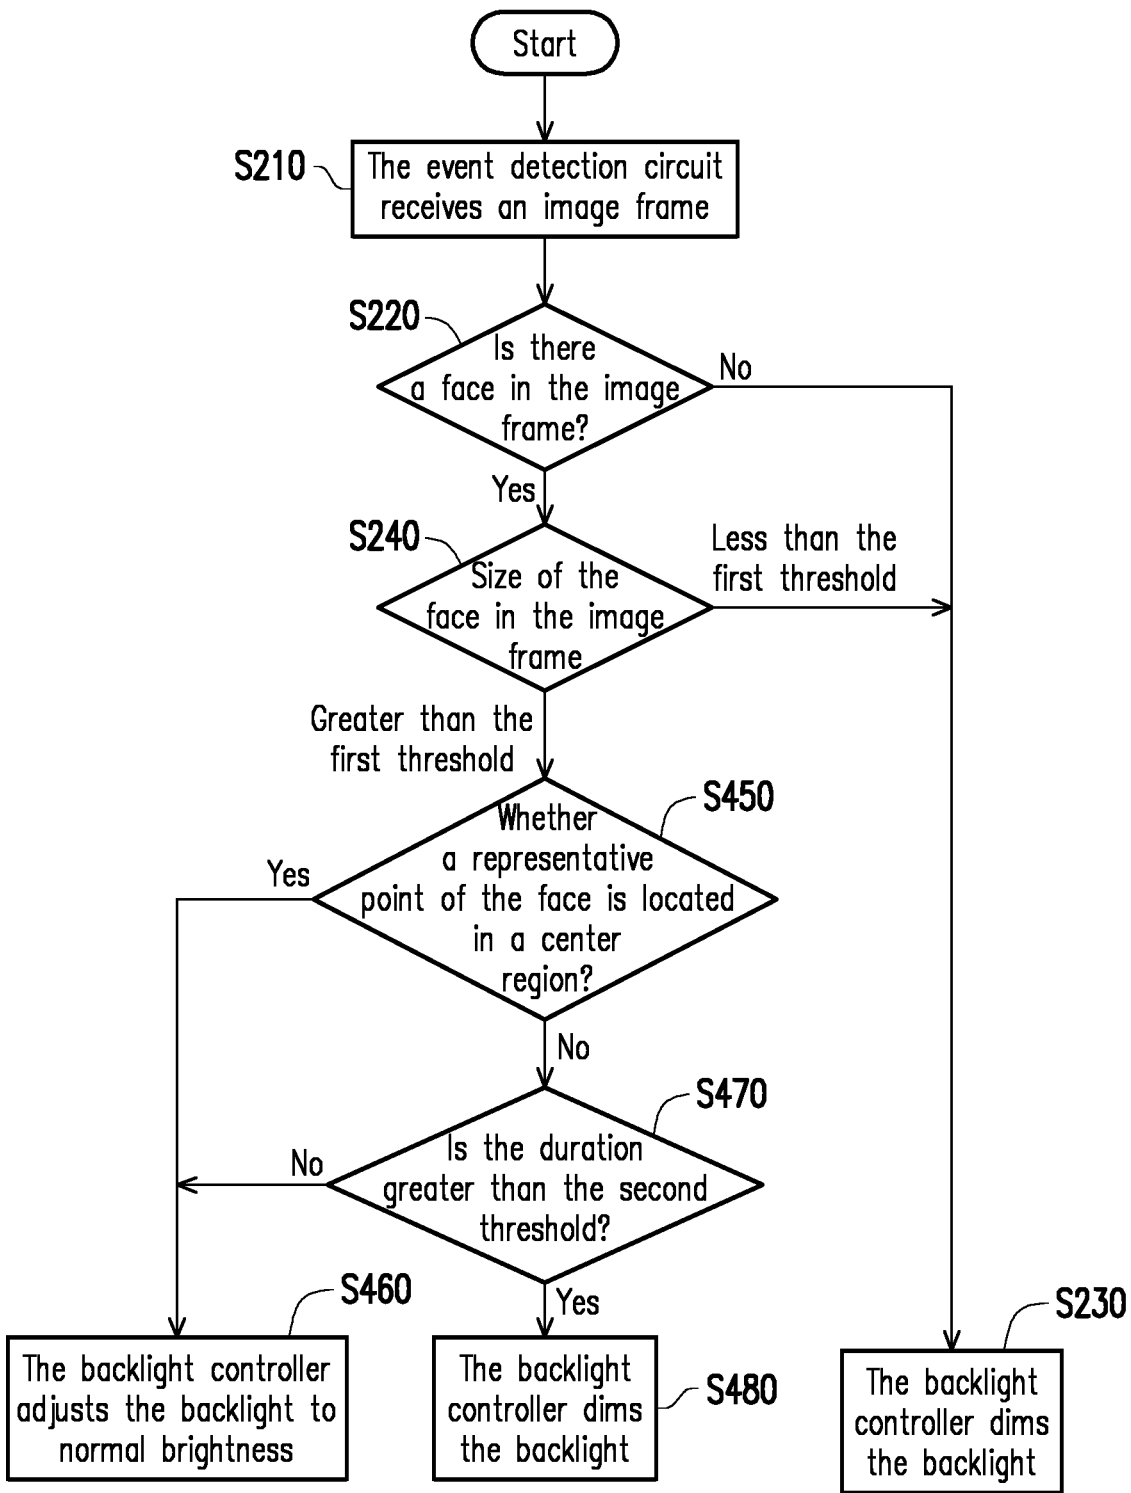 Start
S210
The event detection circuit
receives an image frame
S220
Is there
a face in the image
frame?
No
Yes
S240
Size of the
face in the image
frame
Less than the
first threshold
Greater than the
first threshold
S450
Whether
a representative
point of the face is located
in a center
region?
Yes
No
S470
Is the duration
greater than the second
threshold?
No
Yes
S460
The backlight controller
adjusts the backlight to
normal brightness
The backlight
controller dims
the backlight
S480
S230
The backlight
controller dims
the backlight